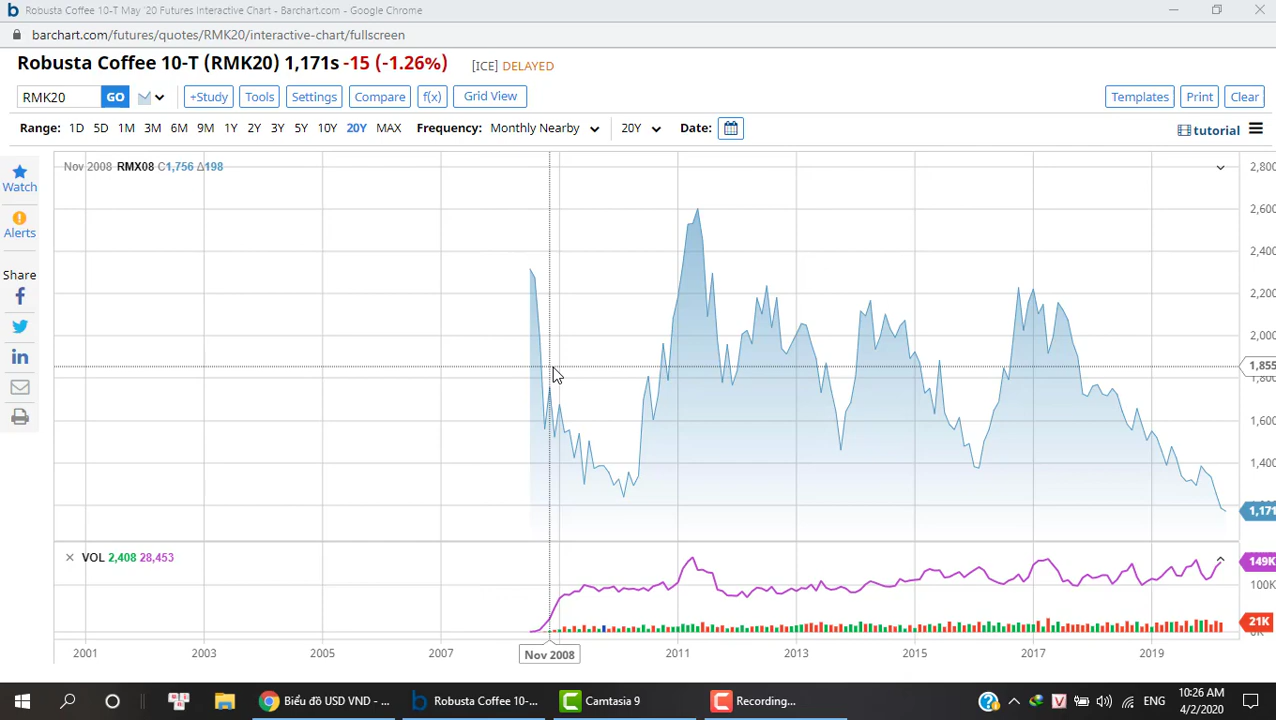 Robusta Coffee 10-T May '20 Futures Interactive Chart - Barchart.com - Google Chrome
barchart.com/futures/quotes/RMK20/interactive-chart/fullscreen
Robusta Coffee 10-T (RMK20) 1,171s -15 (-1.26%) [ICE] DELAYED
RMK20 GO +Study Tools Settings Compare f(x) Grid View Templates Print Clear
Range: 1D 5D 1M 3M 6M 9M 1Y 2Y 3Y 5Y 10Y 20Y MAX Frequency: Monthly Nearby 20Y Date: tutorial
Watch
Alerts
Share
Nov 2008 RMX08 C1,756 Δ198
2,800
2,600
2,400
2,200
2,000
1,855
1,800
1,600
1,400
1,171
VOL 2,408 28,453
149K
100K
21K
2001 2003 2005 2007 Nov 2008 2011 2013 2015 2017 2019
Biểu đồ USD VND - ... Robusta Coffee 10-... Camtasia 9 Recording... ENG 10:26 AM
4/2/2020